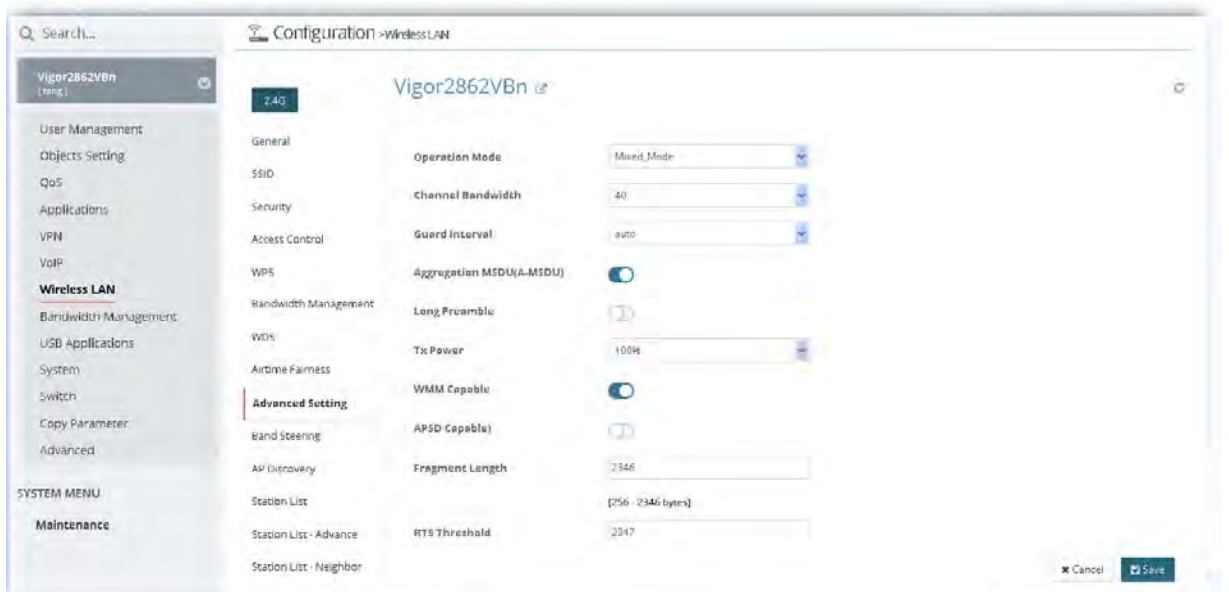 Search...
Configuration >Wireless LAN
Vigor2862VBn
User Management
Objects Setting
QoS
Applications
VPN
VoIP
Wireless LAN
Bandwidth Management
USB Applications
System
Switch
Copy Parameter
Advanced
SYSTEM MENU
Maintenance
2.4G
General
SSID
Security
Access Control
WPS
Bandwidth Management
WDS
Airtime Fairness
Advanced Setting
Band Steering
AP Discovery
Station List
Station List - Advance
Station List - Neighbor
Vigor2862VBn
Operation Mode Mixed_Mode
Channel Bandwidth 40
Guard Interval auto
Aggregation MSDU(A-MSDU)
Long Preamble
Tx Power 100%
WMM Capable
APSD Capable)
Fragment Length 2346
[256 - 2346 bytes]
RTS Threshold 2347
Cancel Save